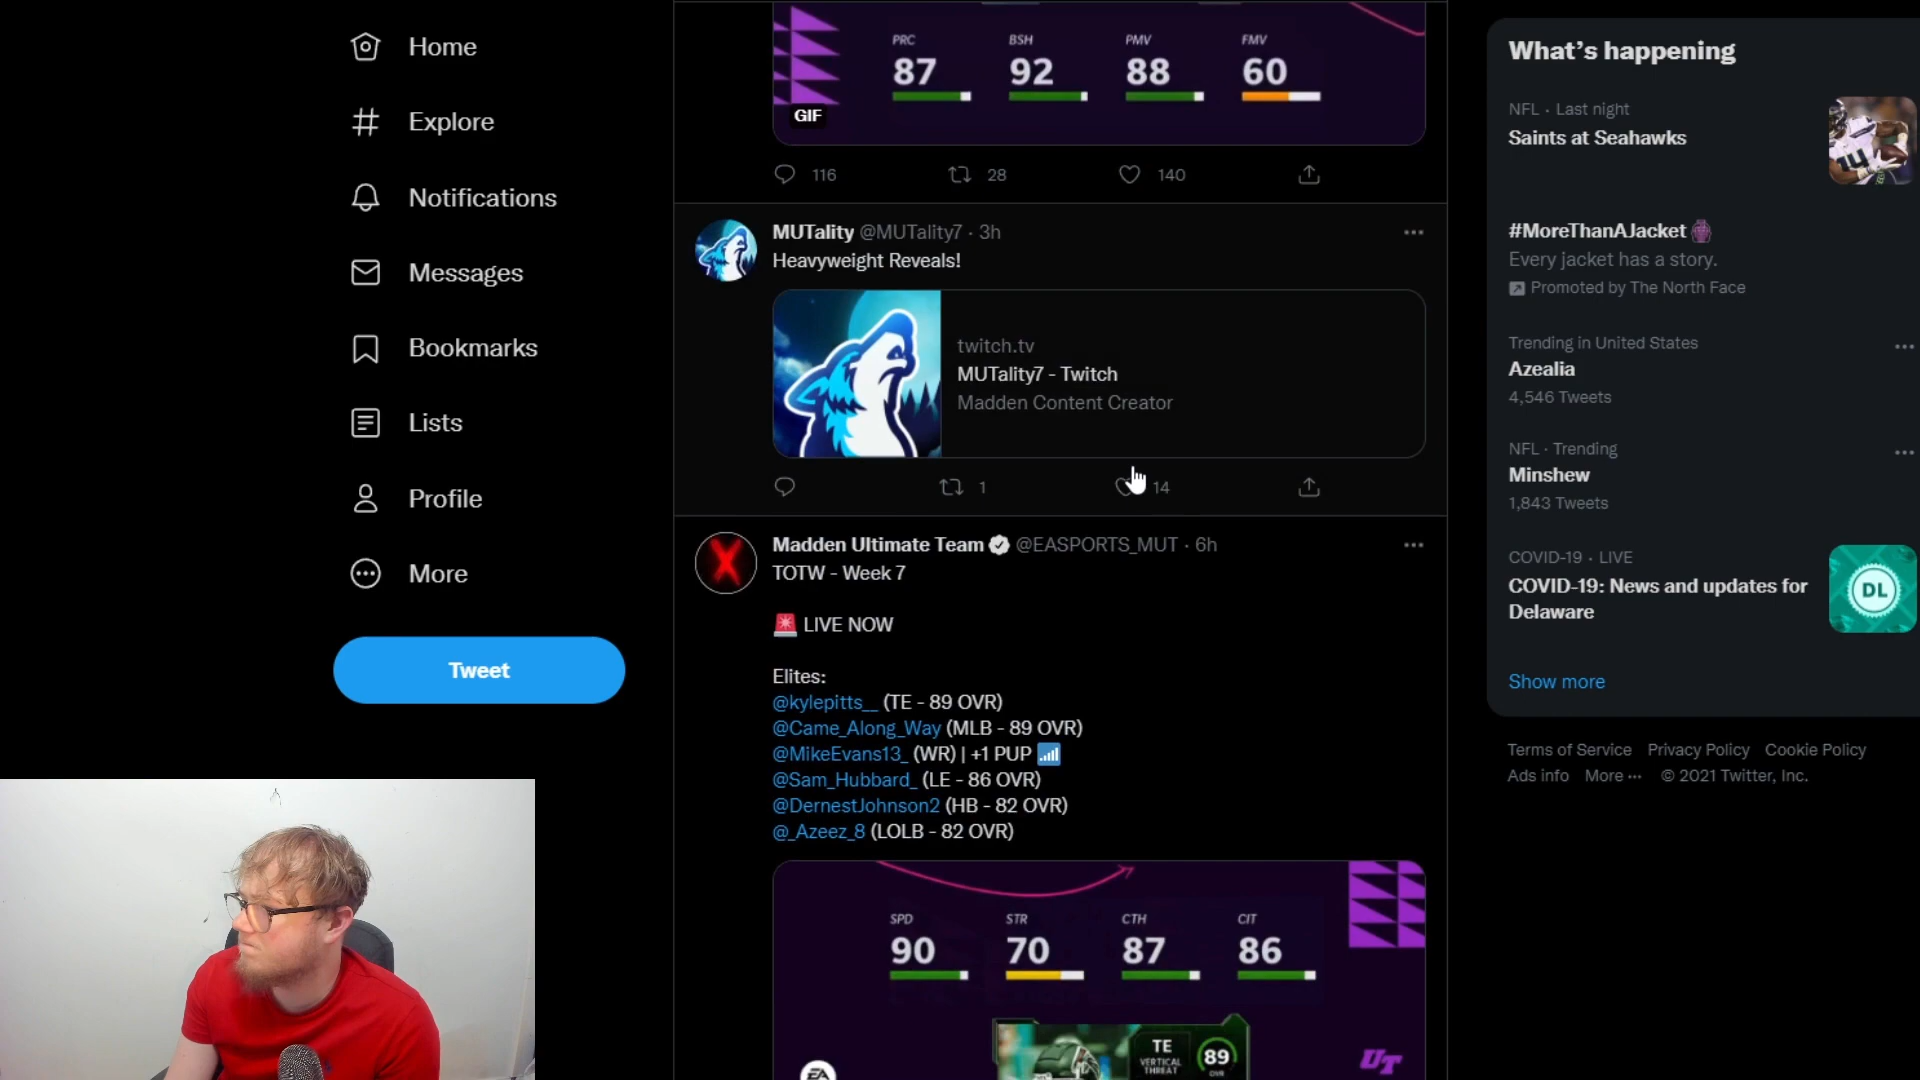 Home
Explore
Notifications
Messages
Bookmarks
Lists
Profile
More
Tweet
PRC BSH PMV FMV
87 92 88 60
GIF
116 28 140
MUTality @MUTality7 · 3h
Heavyweight Reveals!
twitch.tv
MUTality7 - Twitch
Madden Content Creator
1 14
Madden Ultimate Team @EASPORTS_MUT · 6h
TOTW - Week 7
LIVE NOW
Elites:
@kylepitts__ (TE - 89 OVR)
@Came_Along_Way (MLB - 89 OVR)
@MikeEvans13_ (WR) | +1 PUP
@Sam_Hubbard_ (LE - 86 OVR)
@DernestJohnson2 (HB - 82 OVR)
@_Azeez_8 (LOLB - 82 OVR)
SPD STR CTH CIT
90 70 87 86
TE
VERTICAL
THREAT
89
OVR
EA
UT
What's happening
NFL · Last night
Saints at Seahawks
#MoreThanAJacket
Every jacket has a story.
Promoted by The North Face
Trending in United States
Azealia
4,546 Tweets
NFL · Trending
Minshew
1,843 Tweets
COVID-19 · LIVE
COVID-19: News and updates for
Delaware
DL
Show more
Terms of Service Privacy Policy Cookie Policy
Ads info More ··· © 2021 Twitter, Inc.